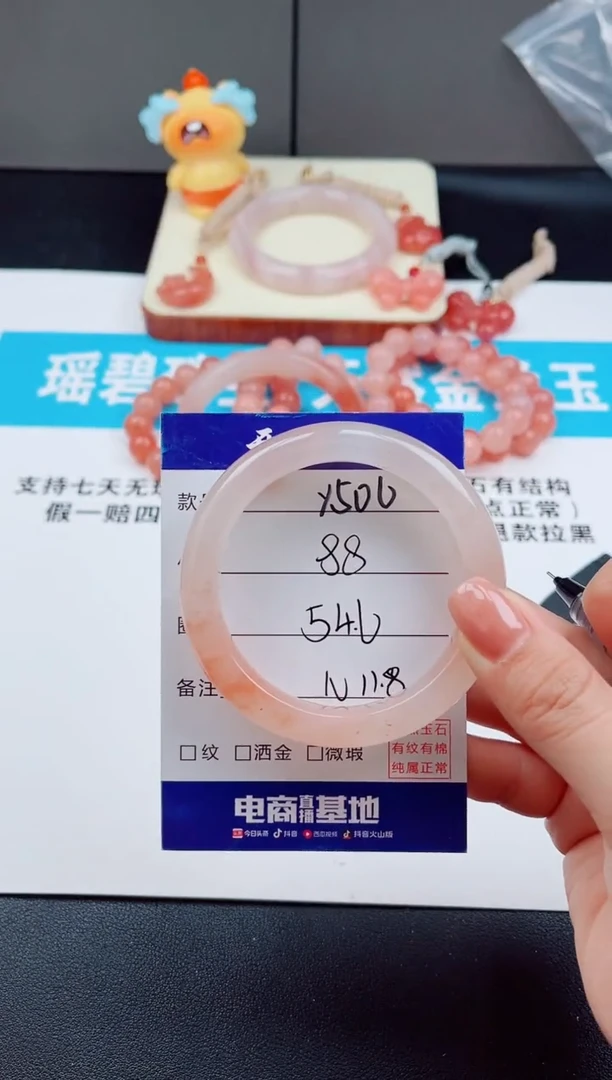 瑶碧 金 玉
支持七天无
假一赔四
石有结构
点正常）
退款拉黑
款
Y506
88
圈
54.6
备注
N 11.8
□纹 □洒金 □微瑕
玉石
有纹有棉
纯属正常
电商直播基地
今日头条 抖音 西瓜视频 抖音火山版